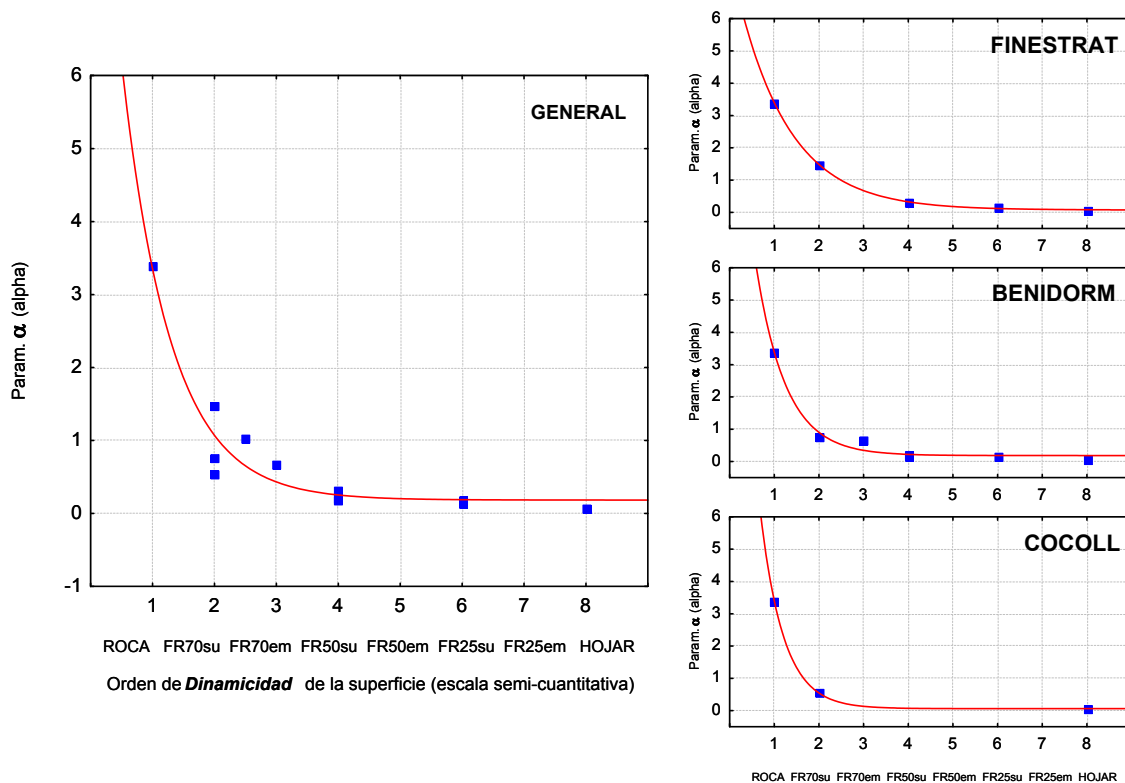 GENERAL
Param. α (alpha)
6
5
4
3
2
1
0
-1
1 2 3 4 5 6 7 8
ROCA FR70su FR70em FR50su FR50em FR25su FR25em HOJAR
Orden de Dinamicidad de la superficie (escala semi-cuantitativa)
FINESTRAT
Param. α (alpha)
6
5
4
3
2
1
0
1 2 3 4 5 6 7 8
BENIDORM
Param. α (alpha)
6
5
4
3
2
1
0
1 2 3 4 5 6 7 8
COCOLL
Param. α (alpha)
6
5
4
3
2
1
0
1 2 3 4 5 6 7 8
ROCA FR70su FR70em FR50su FR50em FR25su FR25em HOJAR